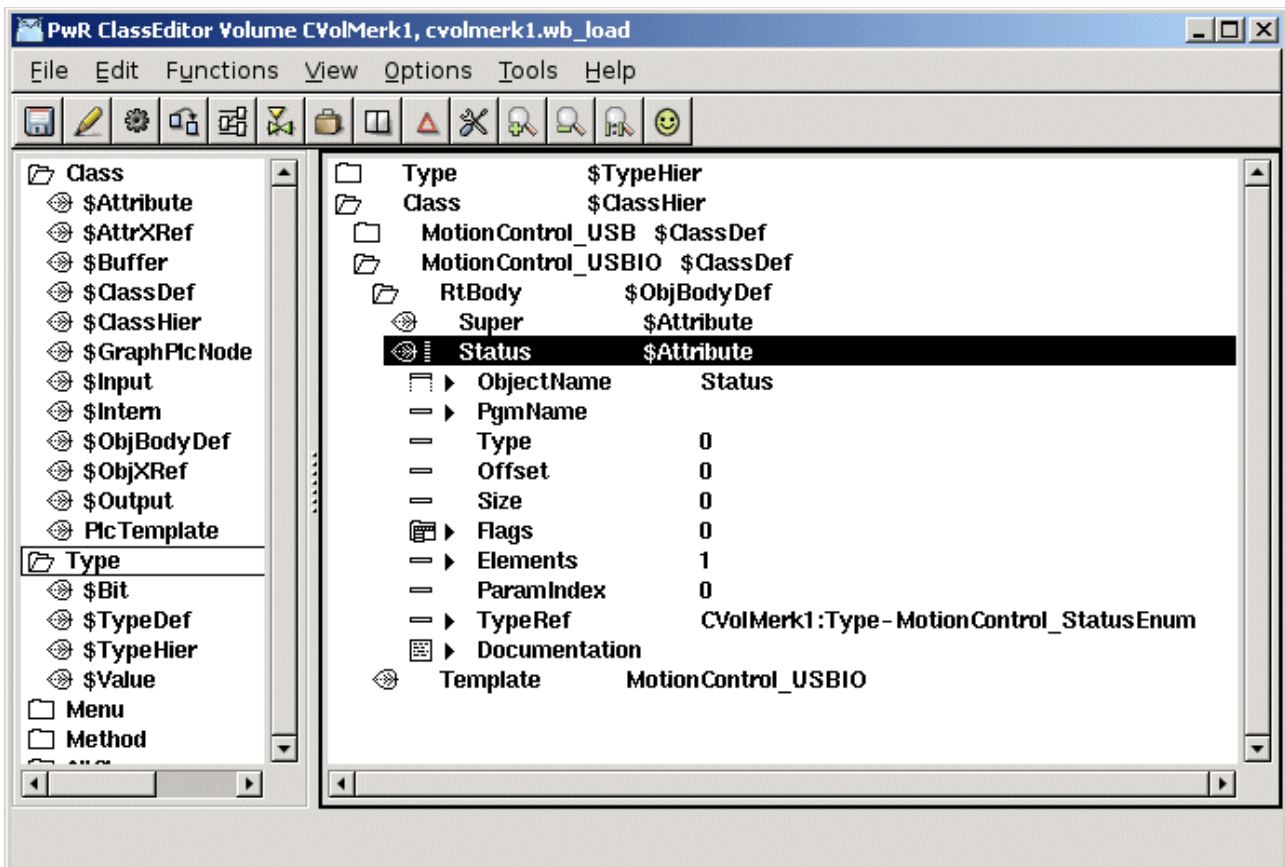 PwR ClassEditor Volume CVolMerk1, cvolmerk1.wb_load
File Edit Functions View Options Tools Help
Class
$Attribute
$AttrXRef
$Buffer
$ClassDef
$ClassHier
$GraphPlcNode
$Input
$Intern
$ObjBodyDef
$ObjXRef
$Output
PlcTemplate
Type
$Bit
$TypeDef
$TypeHier
$Value
Menu
Method
Type $TypeHier
Class $ClassHier
MotionControl_USB $ClassDef
MotionControl_USBIO $ClassDef
RtBody $ObjBodyDef
Super $Attribute
Status $Attribute
ObjectName Status
PgmName
Type 0
Offset 0
Size 0
Flags 0
Elements 1
ParamIndex 0
TypeRef CVolMerk1:Type-MotionControl_StatusEnum
Documentation
Template MotionControl_USBIO